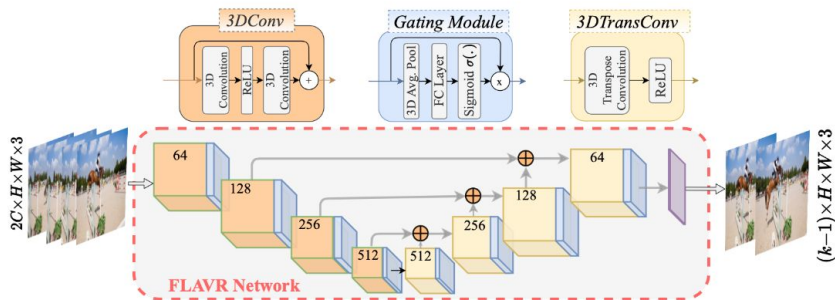 3DConv
Gating Module
3DTransConv
3D
Convolution
ReLU
3D
Convolution
+
3D Avg. Pool
FC Layer
Sigmoid σ(.)
x
3D
Transpose
Convolution
ReLU
2C×H×W×3
64
128
256
512
512
256
128
64
(k−1)×H×W×3
FLAVR Network